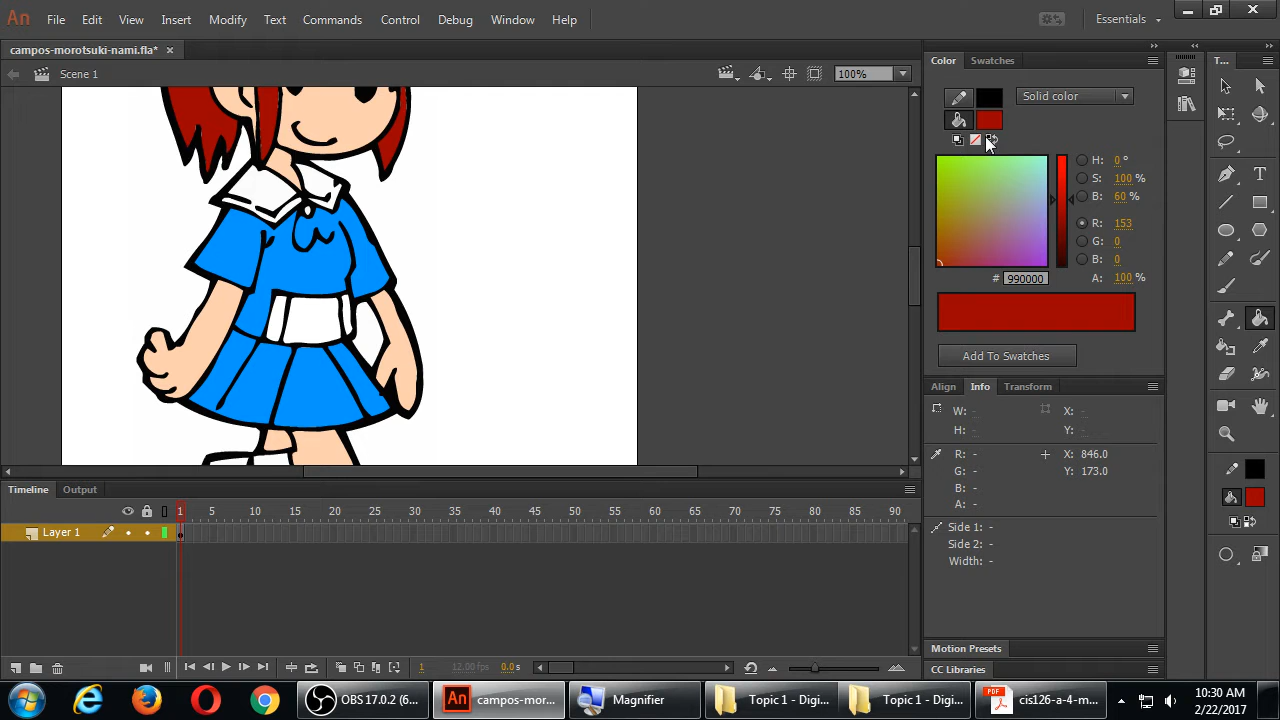 An File Edit View Insert Modify Text Commands Control Debug Window Help Essentials
campos-morotsuki-nami.fla* ×
Scene 1 100%
Color Swatches T...
Solid color
H: 0 °
S: 100 %
B: 60 %
R: 153
G: 0
B: 0
# 990000 A: 100 %
Add To Swatches
Align Info Transform
W: - X: -
H: - Y: -
R: - X: 846.0
G: - Y: 173.0
B: -
A: -
Side 1: -
Side 2: -
Width: -
Motion Presets
CC Libraries
Timeline Output
1 5 10 15 20 25 30 35 40 45 50 55 60 65 70 75 80 85 90
Layer 1
1 12.00 fps 0.0 s
OBS 17.0.2 (6... An campos-mor... Magnifier Topic 1 - Digi... Topic 1 - Digi... PDF cis126-a-4-m...
10:30 AM
2/22/2017